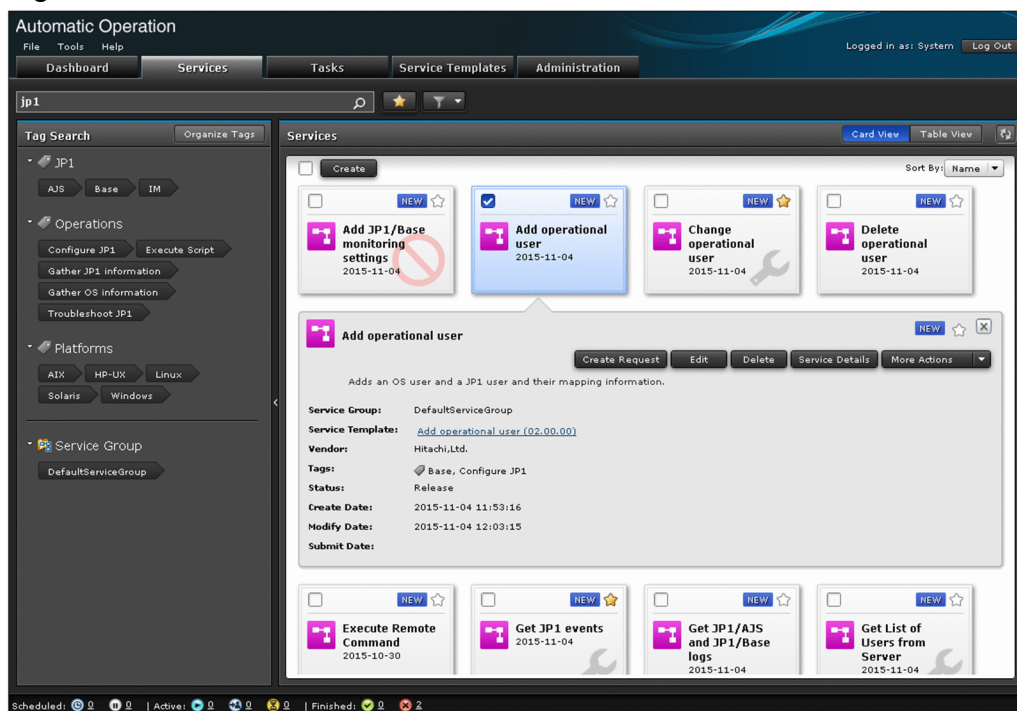 Automatic Operation
File Tools Help
Logged in as: System Log Out
Dashboard Services Tasks Service Templates Administration
jp1
Tag Search Organize Tags
JP1
AJS Base IM
Operations
Configure JP1 Execute Script
Gather JP1 information
Gather OS information
Troubleshoot JP1
Platforms
AIX HP-UX Linux
Solaris Windows
Service Group
DefaultServiceGroup
Services Card View Table View
Create Sort By: Name
NEW
Add JP1/Base
monitoring
settings
2015-11-04
NEW
Add operational
user
2015-11-04
NEW
Change
operational
user
2015-11-04
NEW
Delete
operational
user
2015-11-04
Add operational user NEW
Create Request Edit Delete Service Details More Actions
Adds an OS user and a JP1 user and their mapping information.
Service Group: DefaultServiceGroup
Service Template: Add operational user (02.00.00)
Vendor: Hitachi,Ltd.
Tags: Base, Configure JP1
Status: Release
Create Date: 2015-11-04 11:53:16
Modify Date: 2015-11-04 12:03:15
Submit Date:
NEW
Execute Remote
Command
2015-10-30
NEW
Get JP1 events
2015-11-04
NEW
Get JP1/AJS
and JP1/Base
logs
2015-11-04
NEW
Get List of
Users from
Server
2015-11-04
Scheduled: 0 0 | Active: 0 0 0 | Finished: 0 2